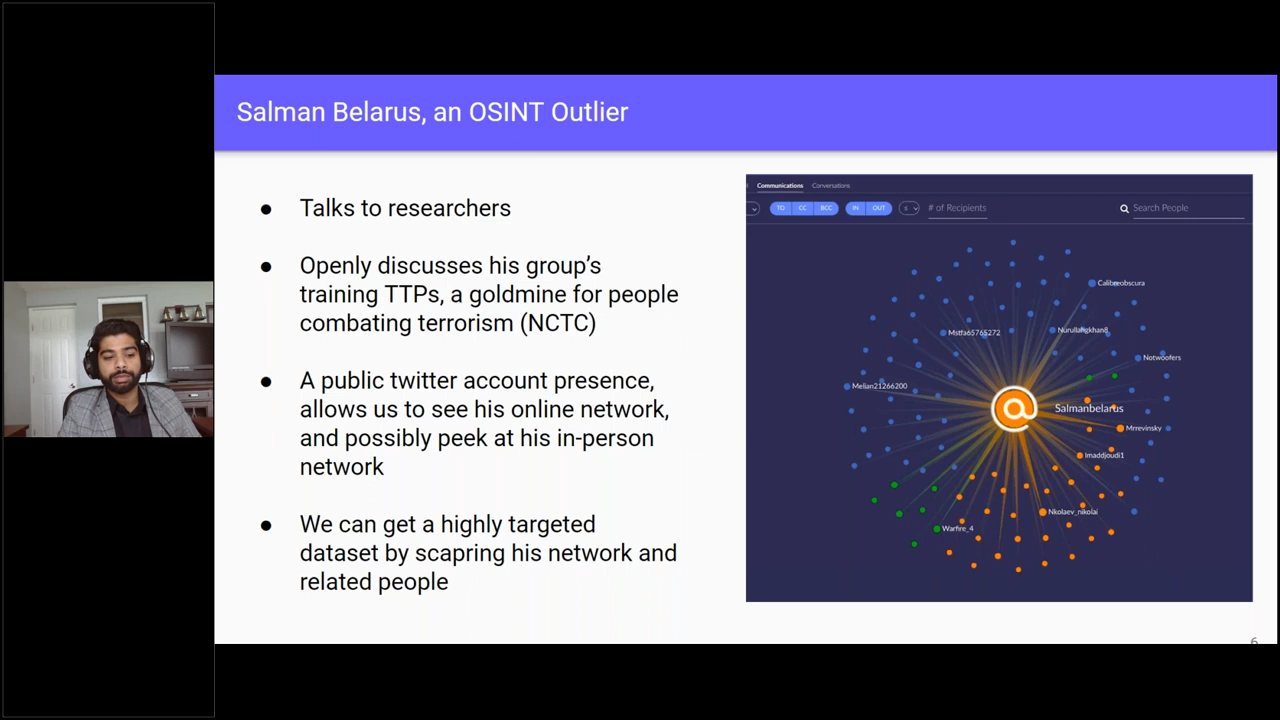 Salman Belarus, an OSINT Outlier
● Talks to researchers
● Openly discusses his group’s
training TTPs, a goldmine for people
combating terrorism (NCTC)
● A public twitter account presence,
allows us to see his online network,
and possibly peek at his in-person
network
● We can get a highly targeted
dataset by scapring his network and
related people
Communications Conversations
TO CC BCC IN OUT # of Recipients Search People
Calibreobscura
Mstfa65765272
Nurullahgkhan8
Notwoofers
Melian21266200
Salmanbelarus
Mrrevinsky
Imaddjoudi1
Nkolaev_nikolai
Warfire_4
6